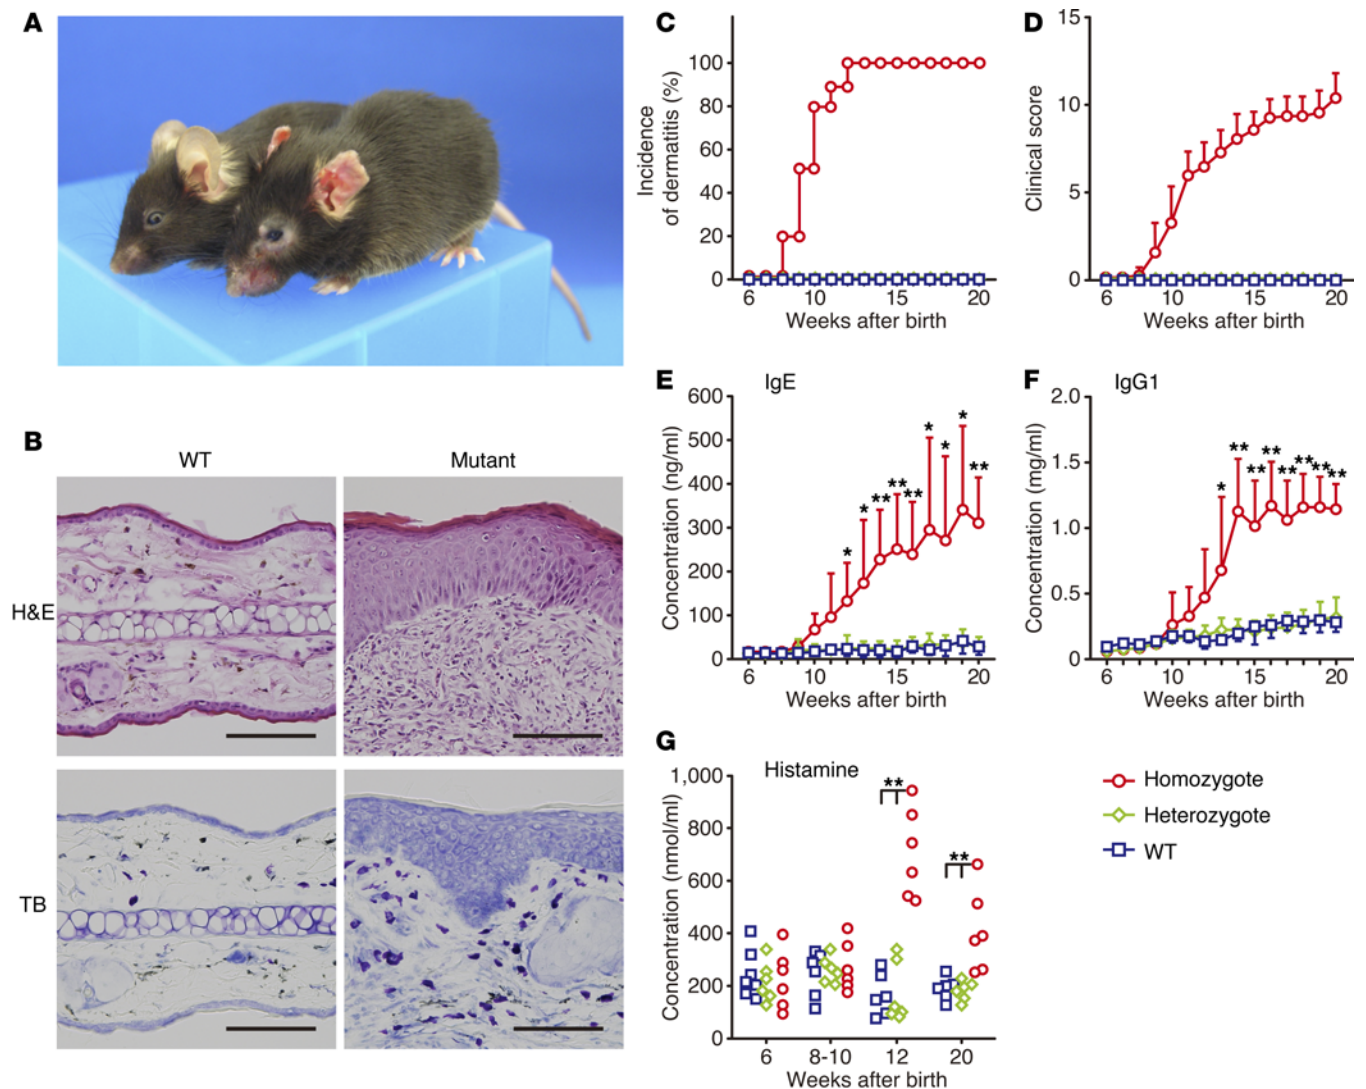 A
B
WT Mutant
H&E
TB
C
Incidence
of dermatitis (%)
100
80
60
40
20
0
6 10 15 20
Weeks after birth
D
Clinical score
15
10
5
0
6 10 15 20
Weeks after birth
E IgE
Concentration (ng/ml)
600
500
400
300
200
100
0
* * ** ** ** * * * **
6 10 15 20
Weeks after birth
F IgG1
Concentration (mg/ml)
2.0
1.5
1.0
0.5
0
* ** ** ** ** ** ** **
6 10 15 20
Weeks after birth
G Histamine
Concentration (nmol/ml)
1,000
800
600
400
200
0
** **
6 8-10 12 20
Weeks after birth
Homozygote
Heterozygote
WT